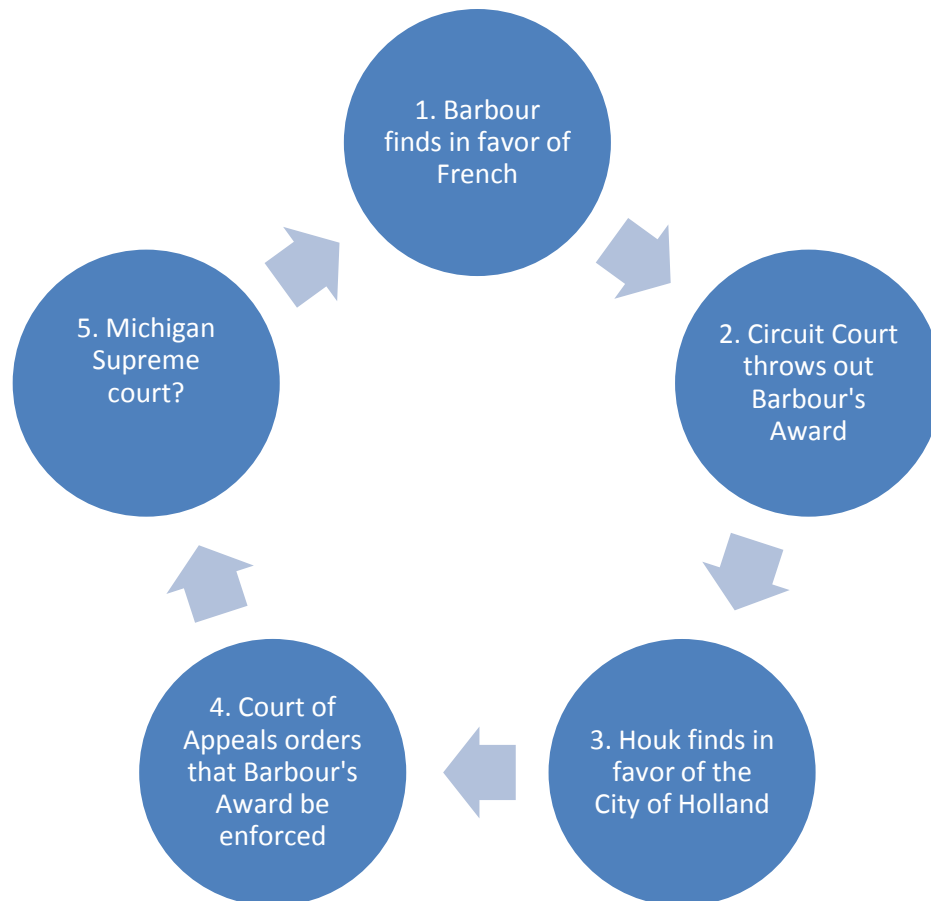 1. Barbour
finds in favor of
French
2. Circuit Court
throws out
Barbour's
Award
3. Houk finds in
favor of the
City of Holland
4. Court of
Appeals orders
that Barbour's
Award be
enforced
5. Michigan
Supreme
court?